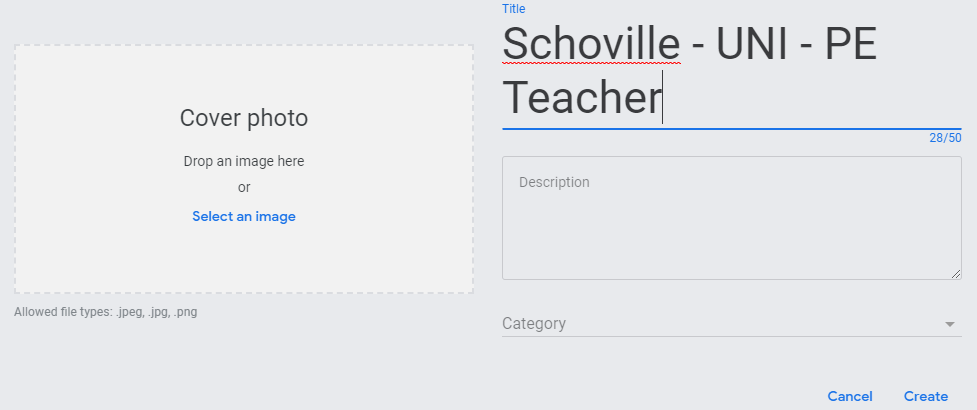 Title
Schoville - UNI - PE
Teacher
28/50
Cover photo
Drop an image here
or
Select an image
Allowed file types: .jpeg, .jpg, .png
Description
Category
Cancel
Create